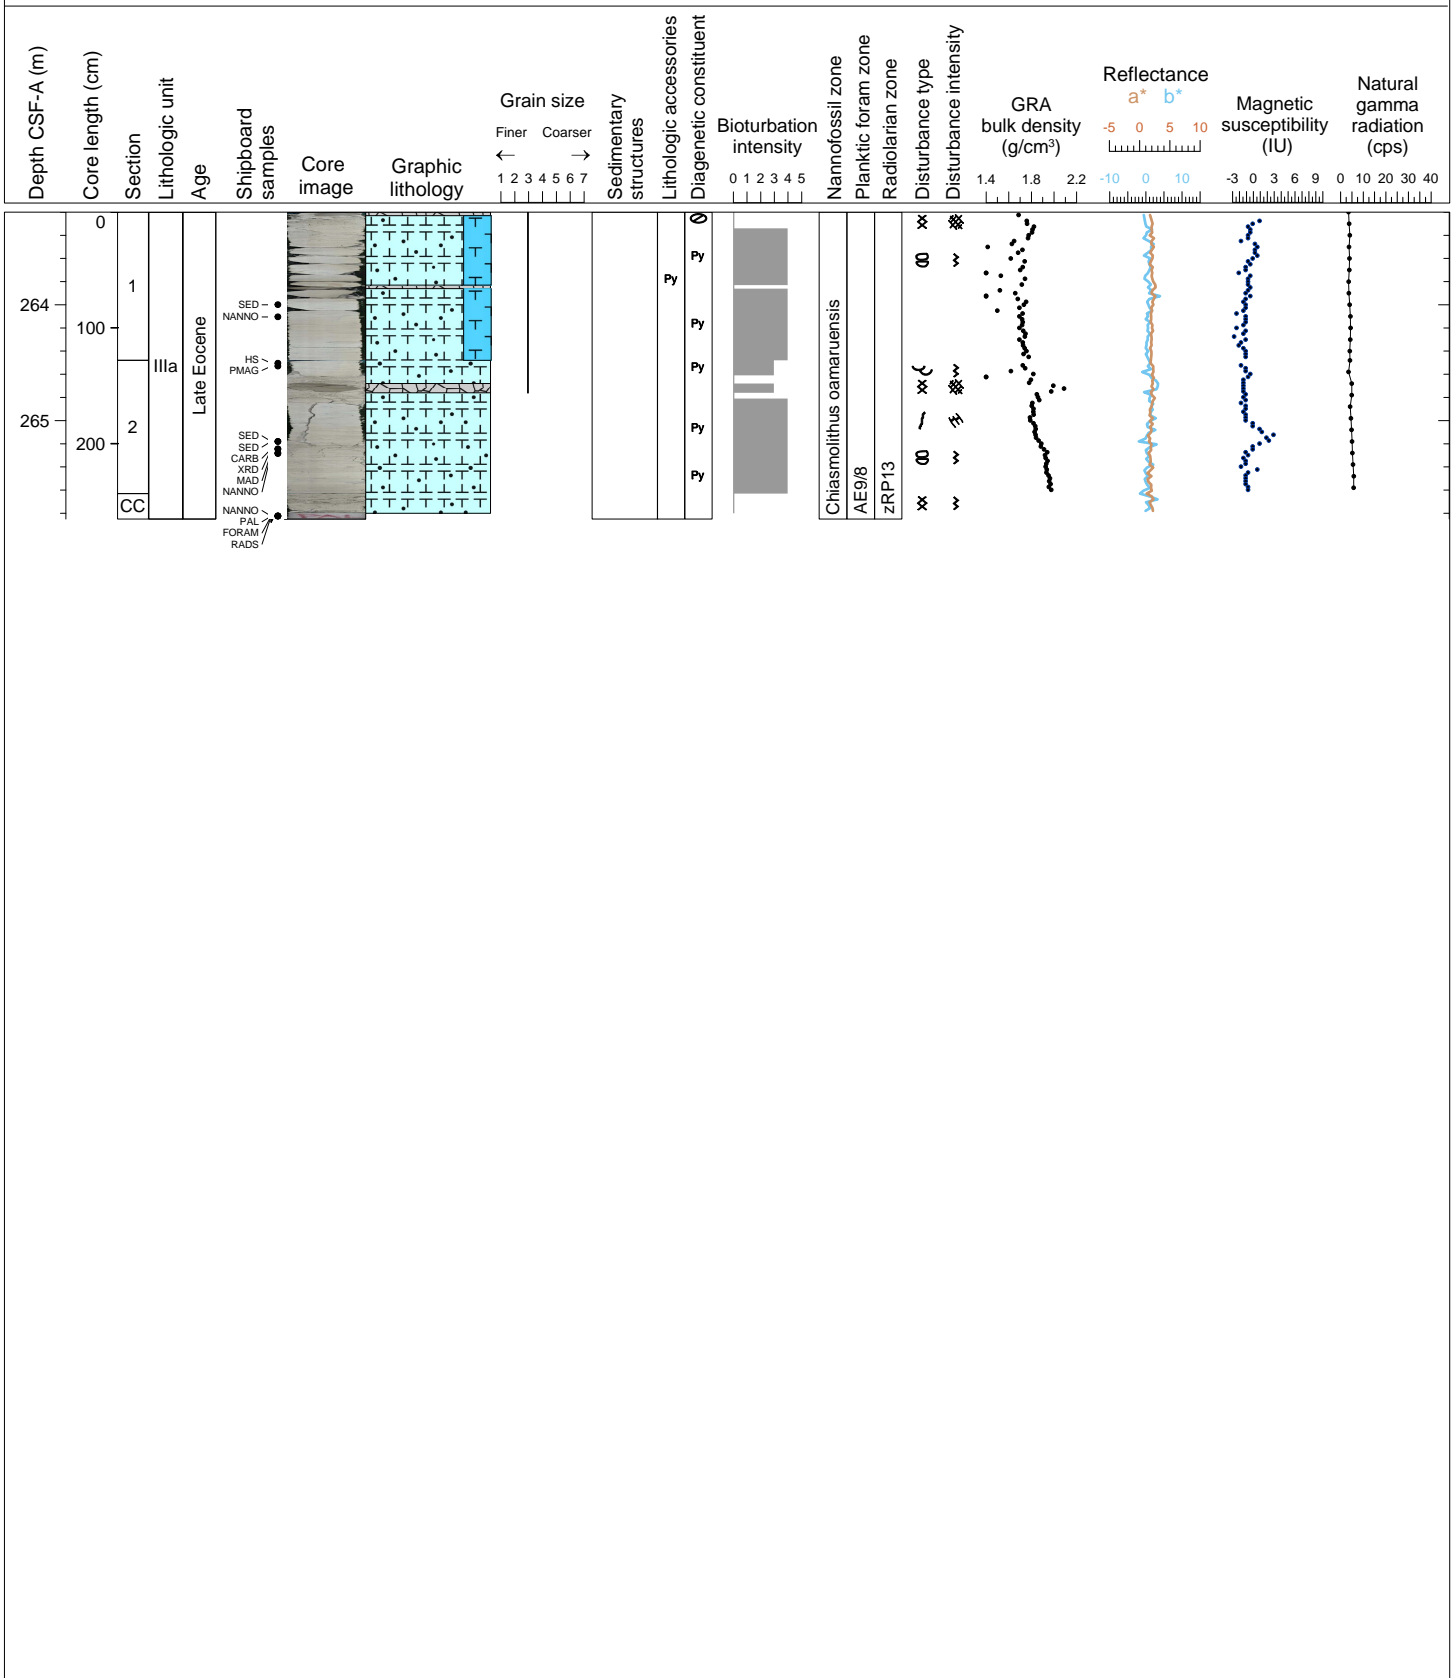 Depth CSF-A (m)
Core length (cm)
Section
Lithologic unit
Age
Shipboard
samples
Core
image
Graphic
lithology
Grain size
Finer Coarser
← →
1 2 3 4 5 6 7
Sedimentary
structures
Lithologic accessories
Diagenetic constituent
Bioturbation
intensity
0 1 2 3 4 5
Nannofossil zone
Planktic foram zone
Radiolarian zone
Disturbance type
Disturbance intensity
GRA
bulk density
(g/cm³)
1.4 1.8 2.2
Reflectance
a* b*
-5 0 5 10
-10 0 10
Magnetic
susceptibility
(IU)
-3 0 3 6 9
Natural
gamma
radiation
(cps)
0 10 20 30 40
264
265
0
100
200
1
2
CC
IIIa
Late Eocene
SED
NANNO
HS
PMAG
SED
SED
CARB
XRD
MAD
NANNO
NANNO
PAL
FORAM
RADS
Py
Py
Py
Py
Py
Py
Chiasmolithus oamaruensis
AE9/8
zRP13